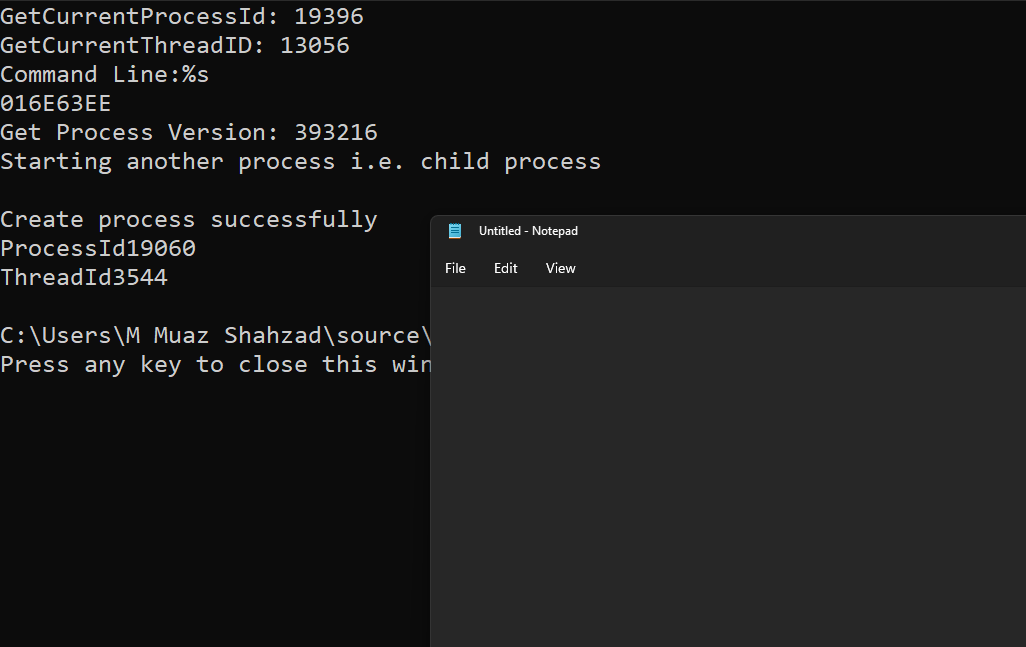 GetCurrentProcessId: 19396
GetCurrentThreadID: 13056
Command Line:%s
016E63EE
Get Process Version: 393216
Starting another process i.e. child process
Create process successfully
ProcessId19060
ThreadId3544
C:\Users\M Muaz Shahzad\source\
Press any key to close this win
Untitled - Notepad
File Edit View